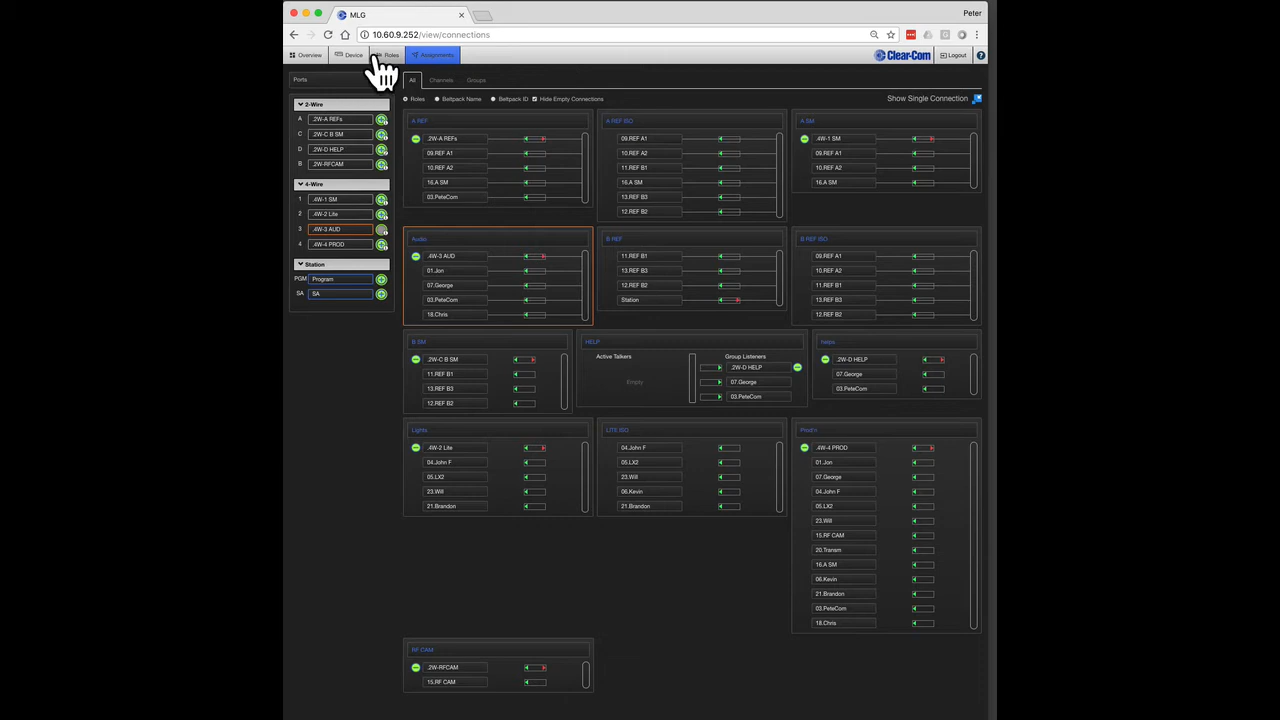 MLG
Peter
10.60.9.252/view/connections
Overview Device Roles Assignments Clear-Com Logout
Ports
2-Wire
A .2W-A REFs
C .2W-C B SM
D .2W-D HELP
B .2W-RFCAM
4-Wire
1 .4W-1 SM
2 .4W-2 Lite
3 .4W-3 AUD
4 .4W-4 PROD
Station
PGM Program
SA SA
All Channels Groups
Roles Beltpack Name Beltpack ID Hide Empty Connections Show Single Connection
A REF
.2W-A REFs
09.REF A1
10.REF A2
16.A SM
03.PeteCom
A REF ISO
09.REF A1
10.REF A2
11.REF B1
16.A SM
13.REF B3
12.REF B2
A SM
.4W-1 SM
09.REF A1
10.REF A2
16.A SM
Audio
.4W-3 AUD
01.Jon
07.George
03.PeteCom
18.Chris
B REF
11.REF B1
13.REF B3
12.REF B2
Station
B REF ISO
09.REF A1
10.REF A2
11.REF B1
13.REF B3
12.REF B2
B SM
.2W-C B SM
11.REF B1
13.REF B3
12.REF B2
HELP
Active Talkers Group Listeners
Empty
.2W-D HELP
07.George
03.PeteCom
Helps
.2W-D HELP
07.George
03.PeteCom
Lights
.4W-2 Lite
04.John F
05.LX2
23.Will
21.Brandon
LITE ISO
04.John F
05.LX2
23.Will
06.Kevin
21.Brandon
Prod'n
.4W-4 PROD
01.Jon
07.George
04.John F
05.LX2
23.Will
15.RF CAM
20.Transm
16.A SM
06.Kevin
21.Brandon
03.PeteCom
18.Chris
RF CAM
.2W-RFCAM
15.RF CAM